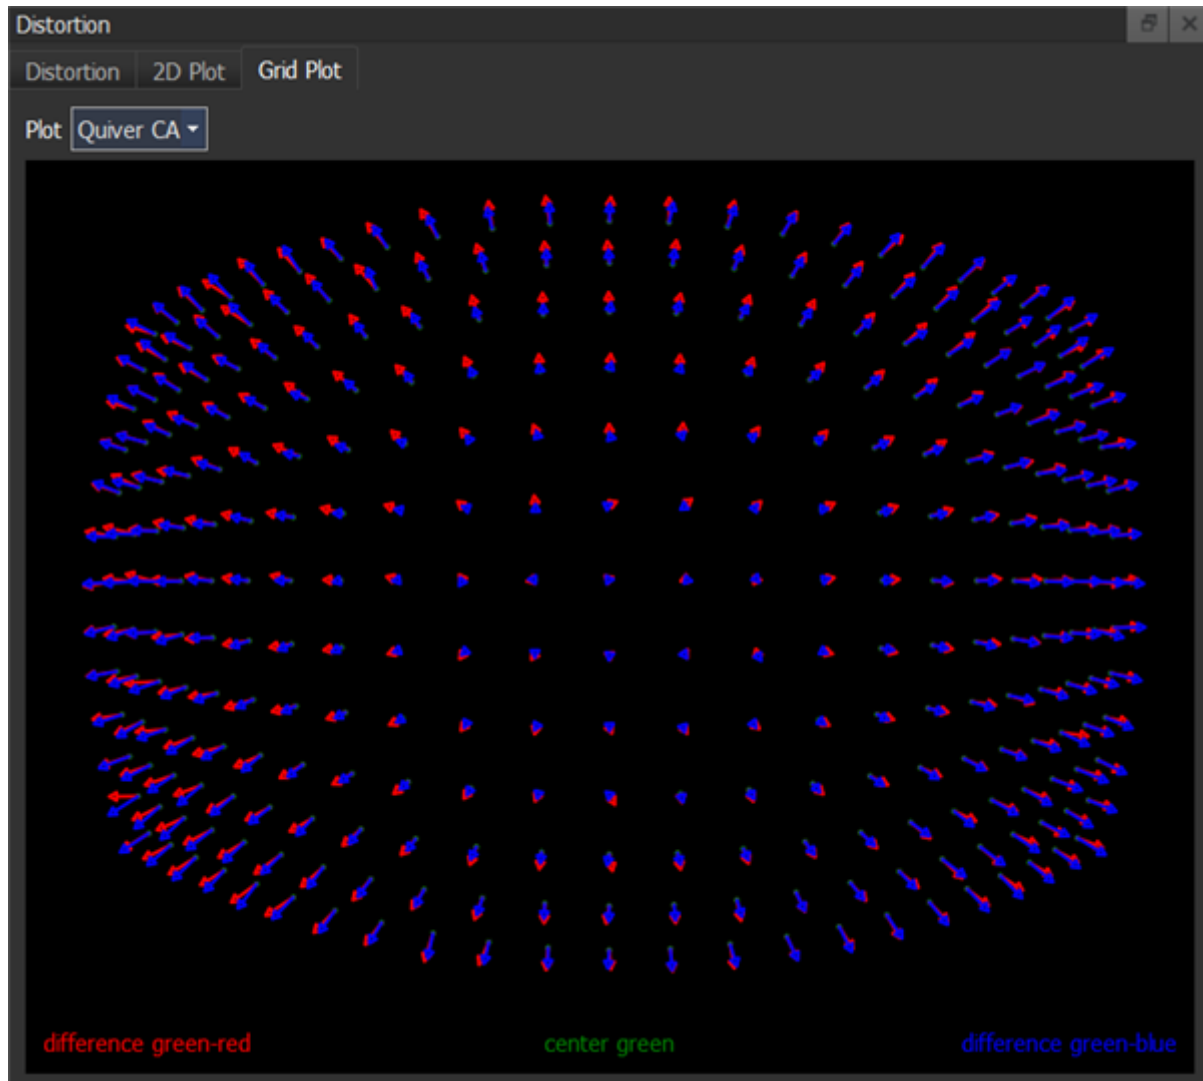 Distortion
Distortion 2D Plot Grid Plot
Plot Quiver CA
difference green-red center green difference green-blue